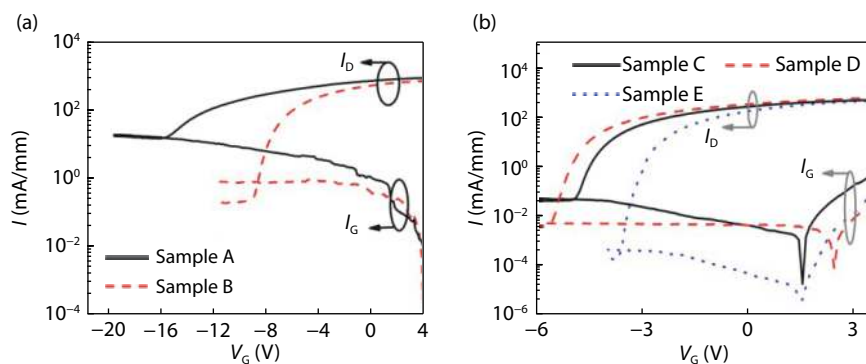 (a)
10⁴
10²
10⁰
10⁻²
10⁻⁴
I (mA/mm)
I_D
I_G
Sample A
Sample B
−20 −16 −12 −8 −4 0 4
V_G (V)
(b)
10⁴
10²
10⁰
10⁻²
10⁻⁴
10⁻⁶
I (mA/mm)
Sample C Sample D
Sample E
I_D
I_G
−6 −3 0 3
V_G (V)